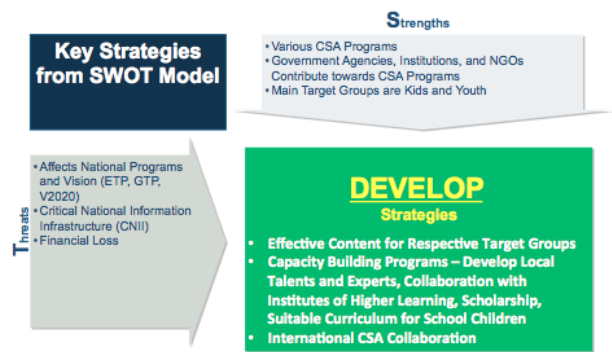 Strengths
Key Strategies
from SWOT Model
• Various CSA Programs
• Government Agencies, Institutions, and NGOs
Contribute towards CSA Programs
• Main Target Groups are Kids and Youth
Threats
• Affects National Programs
and Vision (ETP, GTP,
V2020)
• Critical National Information
Infrastructure (CNII)
• Financial Loss
DEVELOP
Strategies
• Effective Content for Respective Target Groups
• Capacity Building Programs – Develop Local
Talents and Experts, Collaboration with
Institutes of Higher Learning, Scholarship,
Suitable Curriculum for School Children
• International CSA Collaboration